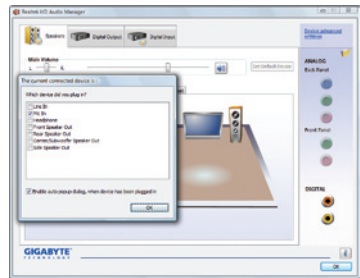 Realtek HD Audio Manager
Speakers
Digital Output
Digital Input
Device advanced settings
Main Volume
L
R
Set Default Device
ANALOG
Back Panel
The current connected device is :
Which device did you plug in?
Line In
Mic In
Headphone
Front Speaker Out
Rear Speaker Out
Center/Subwoofer Speaker Out
Side Speaker Out
Enable auto popup dialog, when device has been plugged in
OK
Front Panel
DIGITAL
GIGABYTE
TECHNOLOGY
OK